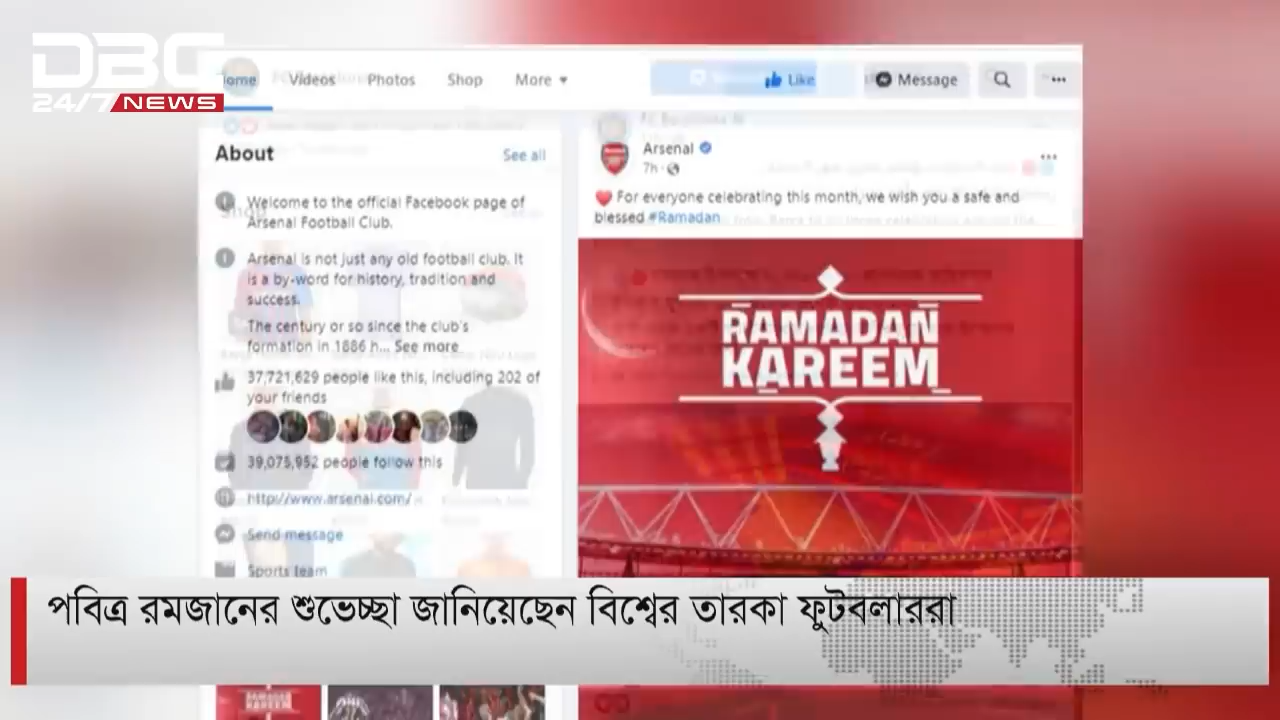 DBC
24/7 NEWS
Home Videos Photos Shop More Like Message
About See all
Arsenal
7h
For everyone celebrating this month, we wish you a safe and
blessed #Ramadan
Welcome to the official Facebook page of
Arsenal Football Club.
Arsenal is not just any old football club. It
is a by-word for history, tradition and
success.
The century or so since the club's
formation in 1886 h... See more
37,721,629 people like this, including 202 of
your friends
39,075,952 people follow this
http://www.arsenal.com/
Send message
Sports team
RAMADAN
KAREEM
পবিত্র রমজানের শুভেচ্ছা জানিয়েছেন বিশ্বের তারকা ফুটবলাররা
RAMADAN
KAREEM